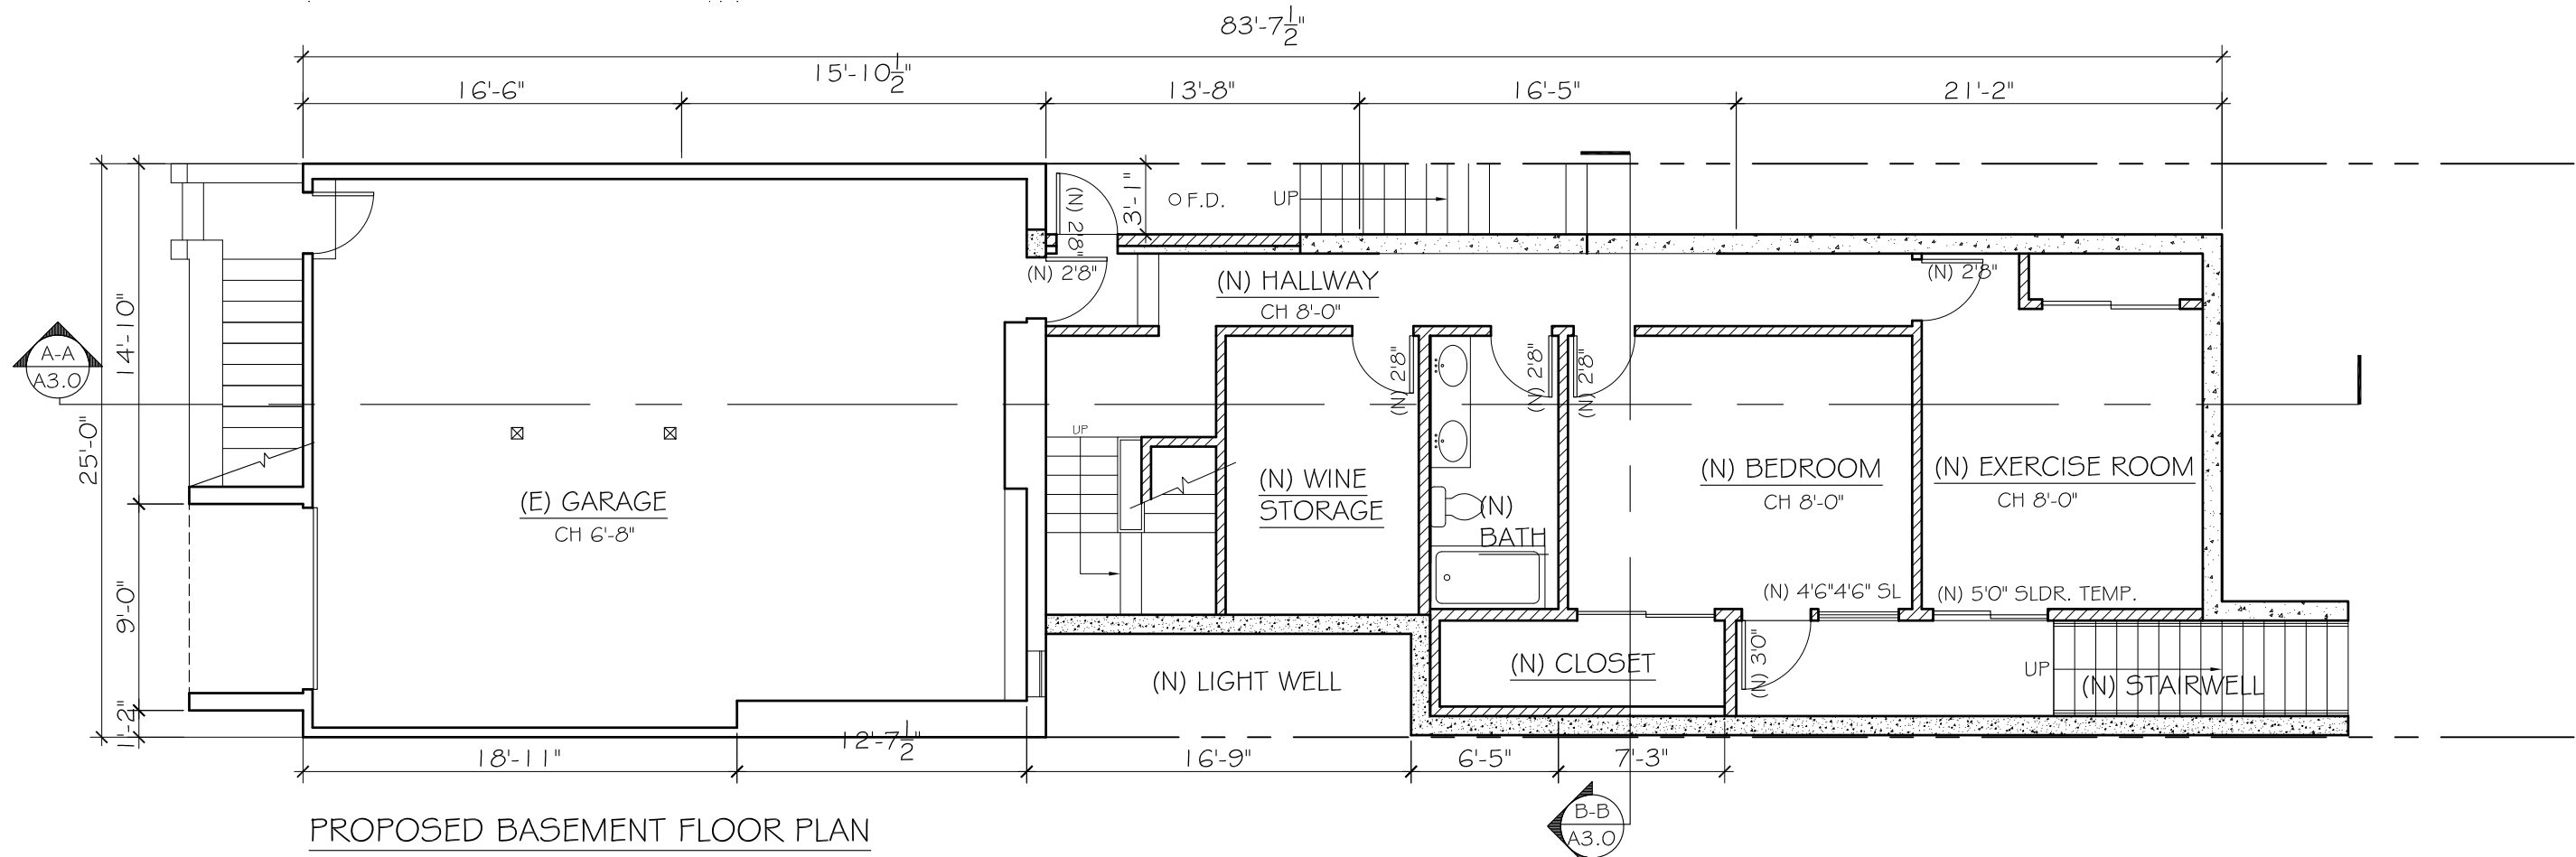 83'-7 1/2"
16'-6"
15'-10 1/2"
13'-8"
16'-5"
21'-2"
(N) 2'8"
3'-1"
F.D.
UP
(N) 2'8"
(N) HALLWAY
CH 8'-0"
(N) 2'8"
A-A
A3.0
14'-10"
25'-0"
9'-0"
1'-2"
(N) 2'8"
(N) 2'8"
(N) 2'8"
UP
(E) GARAGE
CH 6'-8"
(N) WINE
STORAGE
(N)
BATH
(N) BEDROOM
CH 8'-0"
(N) EXERCISE ROOM
CH 8'-0"
(N) 4'6"4'6" SL
(N) 5'0" SLDR. TEMP.
(N) LIGHT WELL
(N) CLOSET
(N) 3'0"
UP
(N) STAIRWELL
18'-11"
12'-7 1/2"
16'-9"
6'-5"
7'-3"
B-B
A3.0
PROPOSED BASEMENT FLOOR PLAN